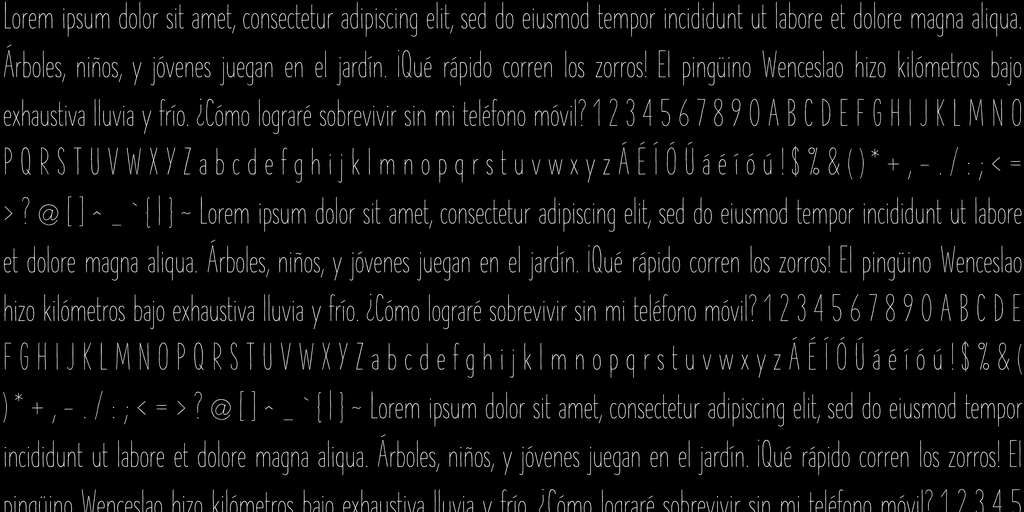 Lorem ipsum dolor sit amet, consectetur adipiscing elit, sed do eiusmod tempor incididunt ut labore et dolore magna aliqua.
Árboles, niños, y jóvenes juegan en el jardín. ¡Qué rápido corren los zorros! El pingüino Wenceslao hizo kilómetros bajo
exhaustiva lluvia y frío. ¿Cómo lograré sobrevivir sin mi teléfono móvil? 1 2 3 4 5 6 7 8 9 0 A B C D E F G H I J K L M N O
P Q R S T U V W X Y Z a b c d e f g h i j k l m n o p q r s t u v w x y z Á É Í Ó Ú á é í ó ú ! $ % & ( ) * + , - . / : ; < =
> ? @ [ ] ^ _ ` { | } ~ Lorem ipsum dolor sit amet, consectetur adipiscing elit, sed do eiusmod tempor incididunt ut labore
et dolore magna aliqua. Árboles, niños, y jóvenes juegan en el jardín. ¡Qué rápido corren los zorros! El pingüino Wenceslao
hizo kilómetros bajo exhaustiva lluvia y frío. ¿Cómo lograré sobrevivir sin mi teléfono móvil? 1 2 3 4 5 6 7 8 9 0 A B C D E
F G H I J K L M N O P Q R S T U V W X Y Z a b c d e f g h i j k l m n o p q r s t u v w x y z Á É Í Ó Ú á é í ó ú ! $ % & (
) * + , - . / : ; < = > ? @ [ ] ^ _ ` { | } ~ Lorem ipsum dolor sit amet, consectetur adipiscing elit, sed do eiusmod tempor
incididunt ut labore et dolore magna aliqua. Árboles, niños, y jóvenes juegan en el jardín. ¡Qué rápido corren los zorros! El
pingüino Wenceslao hizo kilómetros bajo exhaustiva lluvia y frío. ¿Cómo lograré sobrevivir sin mi teléfono móvil? 1 2 3 4 5